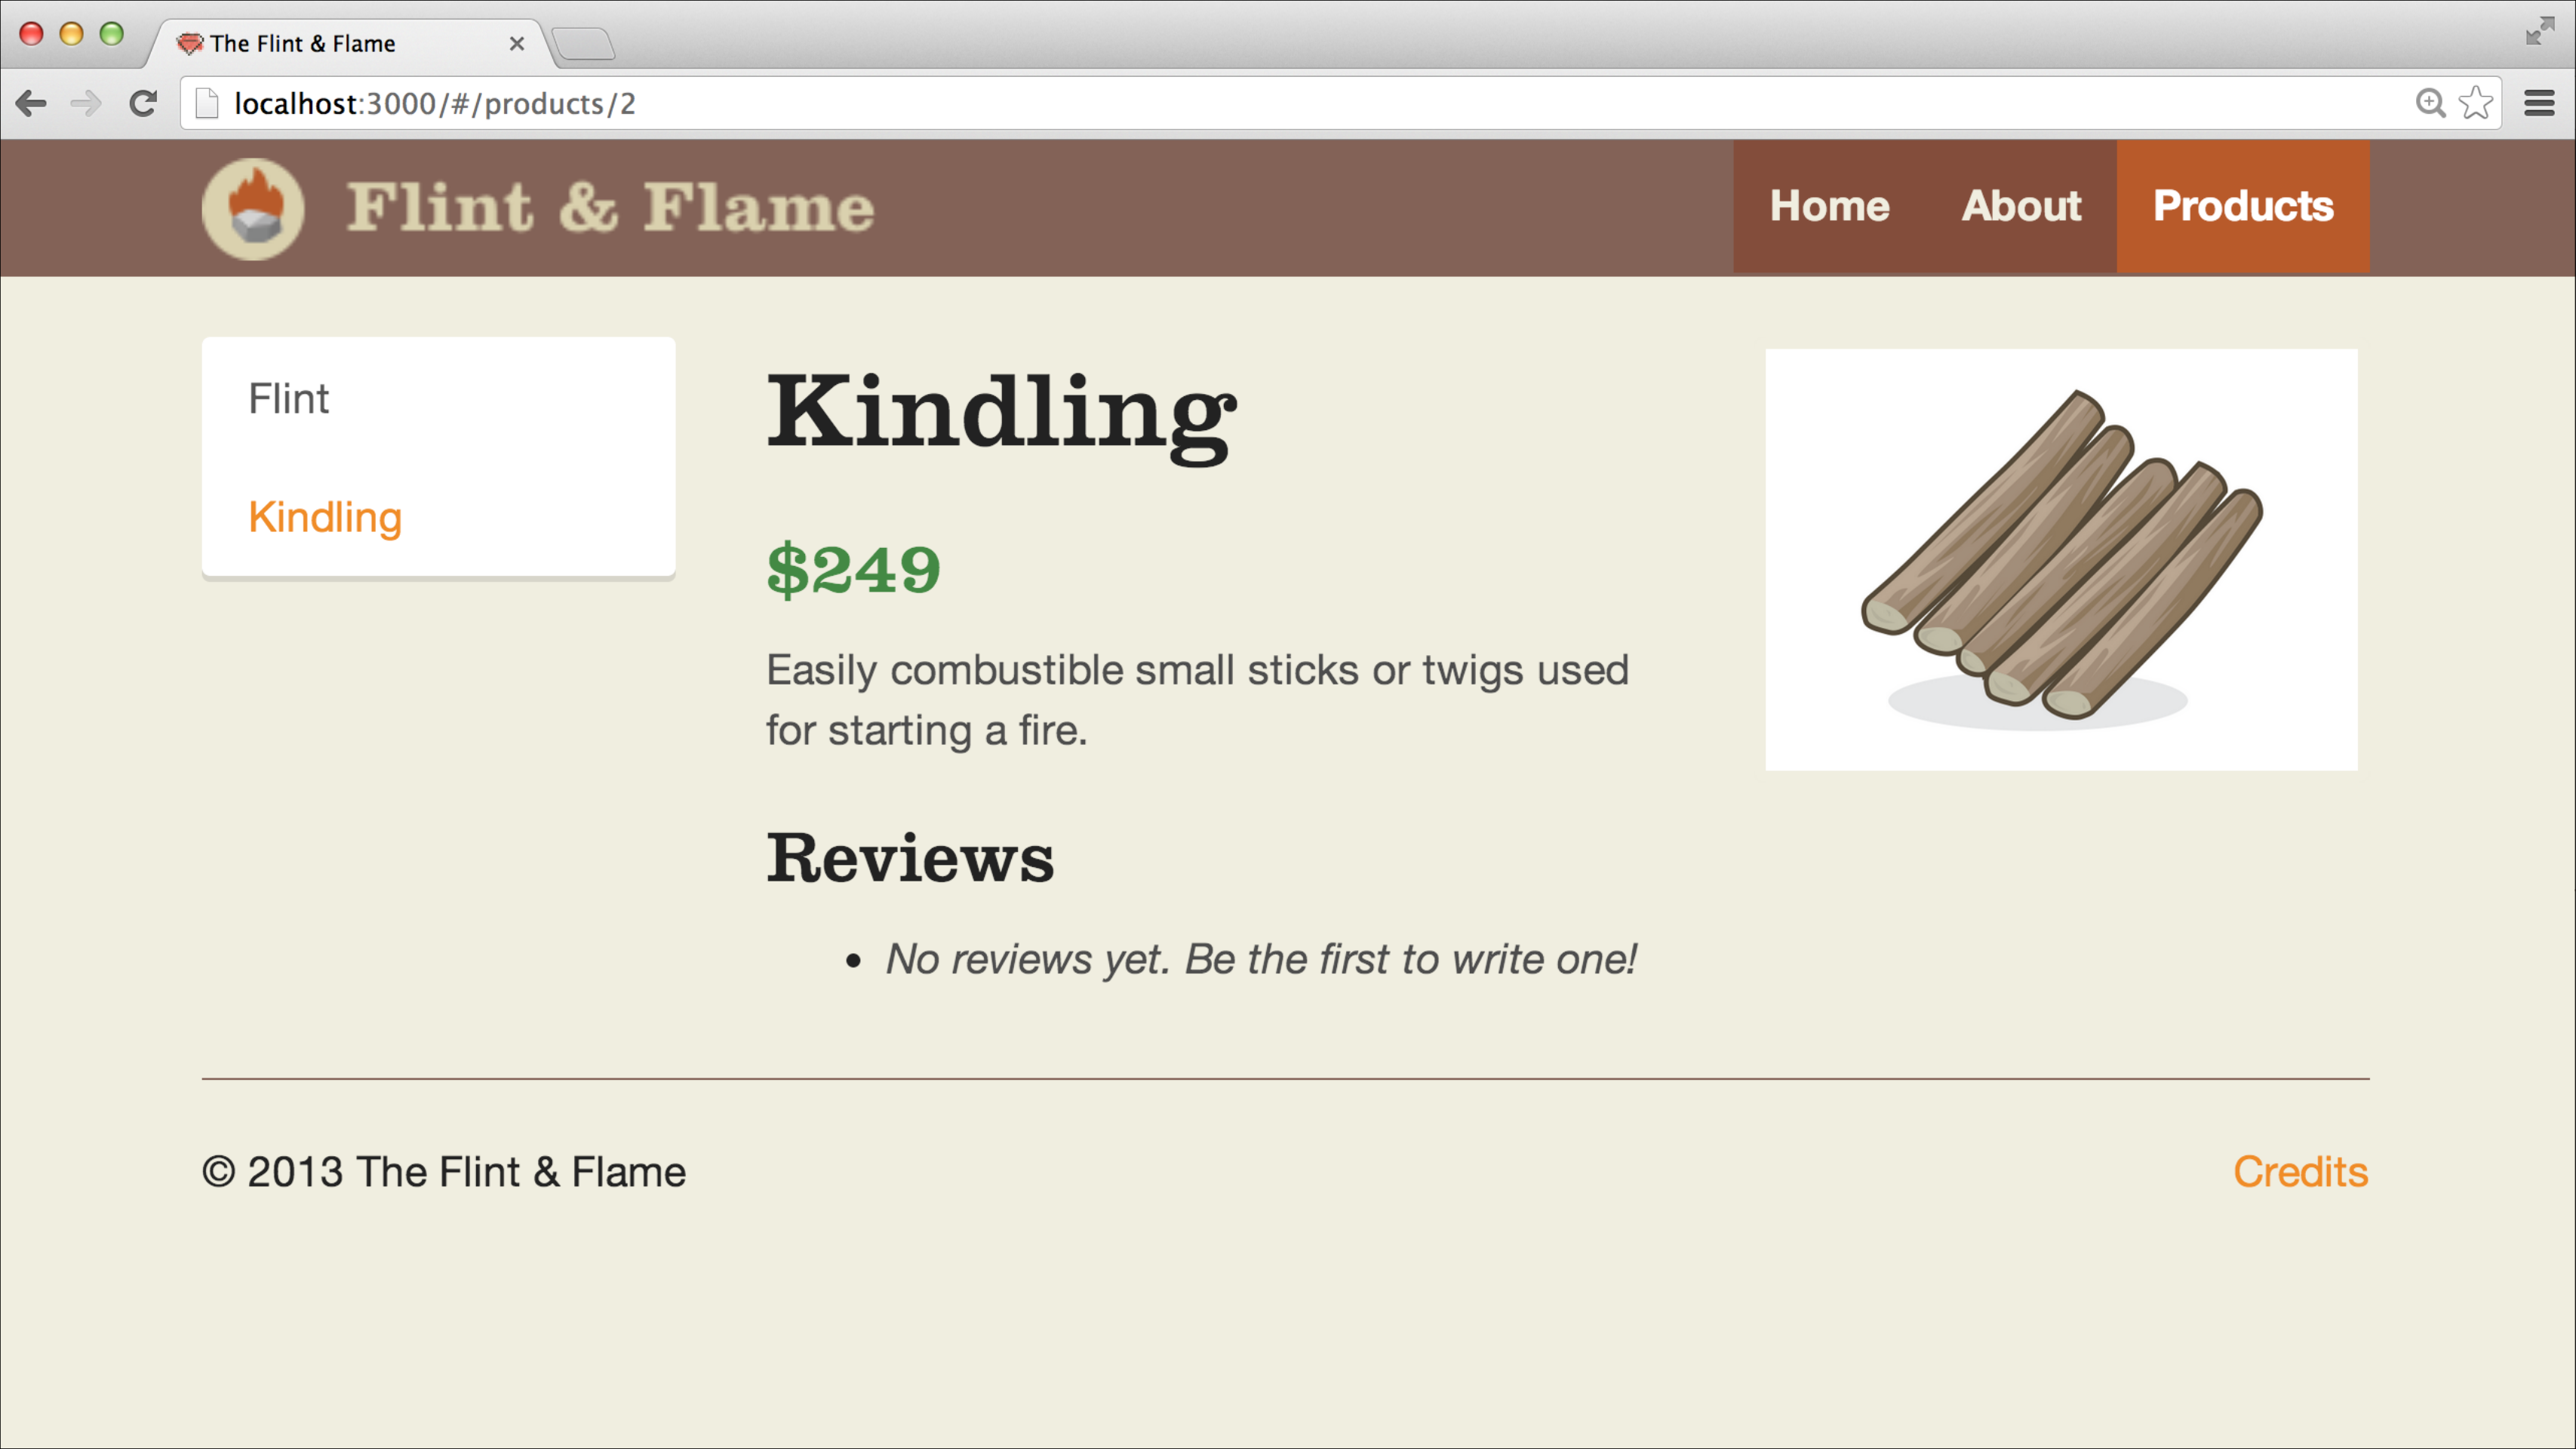 The Flint & Flame
localhost:3000/#/products/2
Flint & Flame
Home About Products
Flint
Kindling
Kindling
$249
Easily combustible small sticks or twigs used
for starting a fire.
Reviews
• No reviews yet. Be the first to write one!
© 2013 The Flint & Flame
Credits